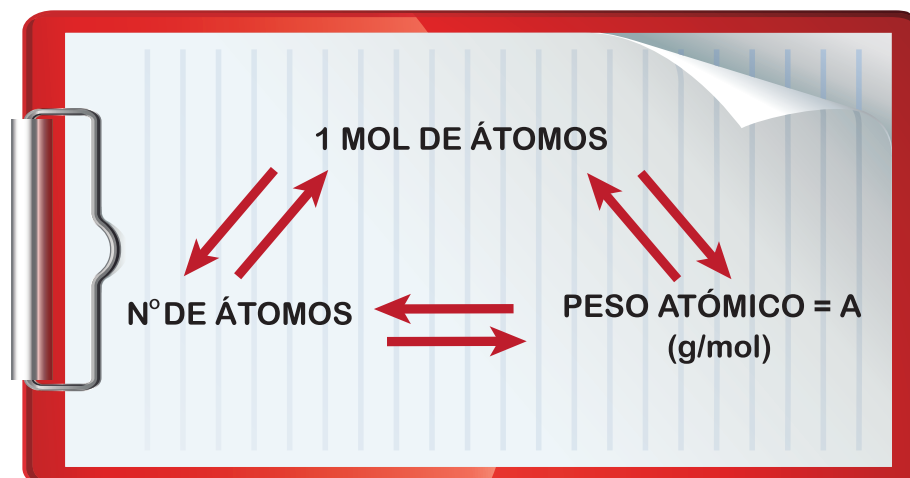 1 MOL DE ÁTOMOS
Nº DE ÁTOMOS
PESO ATÓMICO = A
(g/mol)